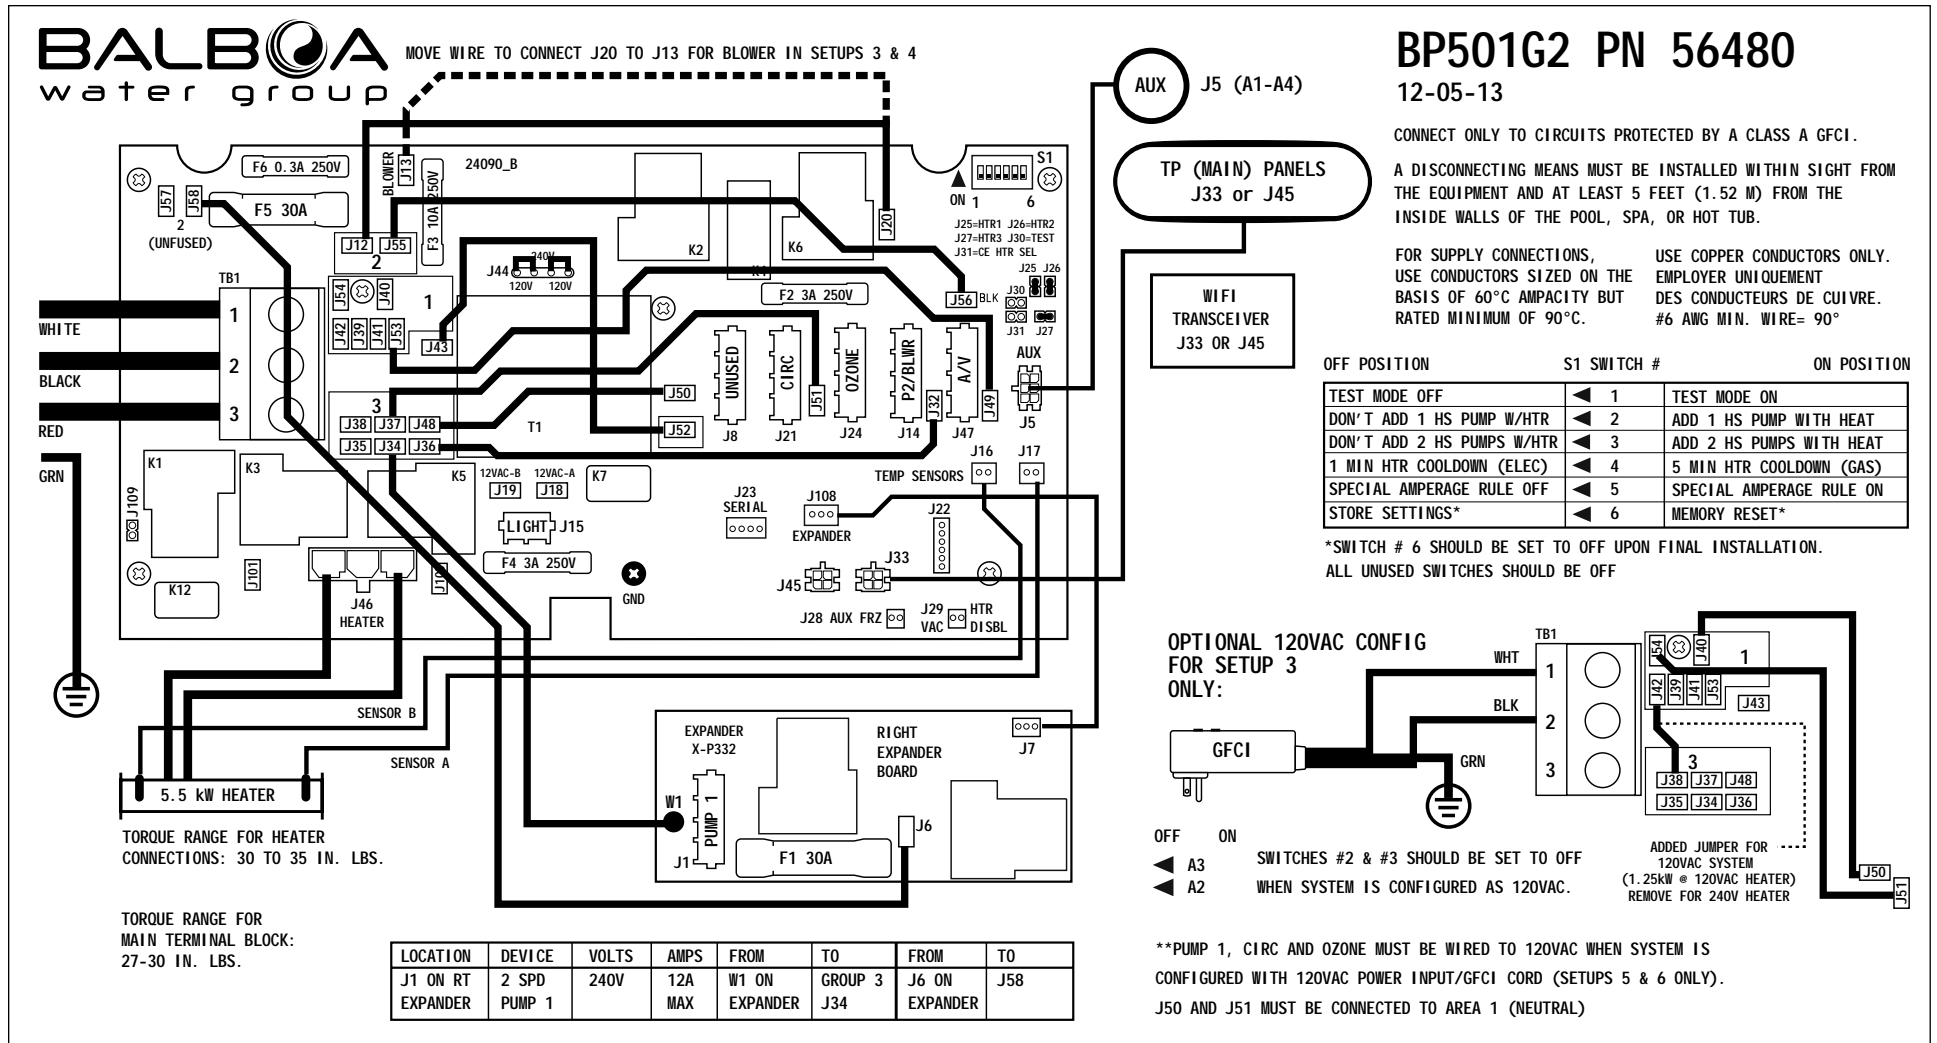 BALBOA
water group
MOVE WIRE TO CONNECT J20 TO J13 FOR BLOWER IN SETUPS 3 & 4
AUX
J5 (A1-A4)
BP501G2 PN 56480
12-05-13
CONNECT ONLY TO CIRCUITS PROTECTED BY A CLASS A GFCI.
A DISCONNECTING MEANS MUST BE INSTALLED WITHIN SIGHT FROM
THE EQUIPMENT AND AT LEAST 5 FEET (1.52 M) FROM THE
INSIDE WALLS OF THE POOL, SPA, OR HOT TUB.
FOR SUPPLY CONNECTIONS,
USE CONDUCTORS SIZED ON THE
BASIS OF 60°C AMPACITY BUT
RATED MINIMUM OF 90°C.
USE COPPER CONDUCTORS ONLY.
EMPLOYER UNIQUEMENT
DES CONDUCTEURS DE CUIVRE.
#6 AWG MIN. WIRE= 90°
TP (MAIN) PANELS
J33 or J45
WIFI
TRANSCEIVER
J33 OR J45
OFF POSITION S1 SWITCH # ON POSITION
TEST MODE OFF 1 TEST MODE ON
DON'T ADD 1 HS PUMP W/HTR 2 ADD 1 HS PUMP WITH HEAT
DON'T ADD 2 HS PUMPS W/HTR 3 ADD 2 HS PUMPS WITH HEAT
1 MIN HTR COOLDOWN (ELEC) 4 5 MIN HTR COOLDOWN (GAS)
SPECIAL AMPERAGE RULE OFF 5 SPECIAL AMPERAGE RULE ON
STORE SETTINGS* 6 MEMORY RESET*
*SWITCH # 6 SHOULD BE SET TO OFF UPON FINAL INSTALLATION.
ALL UNUSED SWITCHES SHOULD BE OFF
F6 0.3A 250V
BLOWER
J13
24090_B
S1
ON 1 6
J57
J58
2
(UNFUSED)
F5 30A
F3 10A 250V
J12 J55
2
K2
K6
J20
J25=HTR1 J26=HTR2
J27=HTR3 J30=TEST
J31=CE HTR SEL
J25 J26
J30
J31 J27
240V
J44
120V 120V
K4
F2 3A 250V
J56 BLK
TB1
1
2
3
WHITE
BLACK
RED
GRN
J54
J40
1
J42 J39 J41 J53
J43
3
J38 J37 J48
J35 J34 J36
T1
J50
J52
UNUSED
J8
CIRC
J21
J51
OZONE
J24
P2/BLWR
J14
J32
A/V
J47
J49
AUX
J5
K1
K3
K5
12VAC-B 12VAC-A
J19 J18
K7
TEMP SENSORS
J16 J17
J109
J23
SERIAL
J108
EXPANDER
J22
LIGHT
J15
F4 3A 250V
J101
K12
J46
HEATER
GND
J45
J33
J28 AUX FRZ
J29
VAC
HTR
DISBL
SENSOR B
SENSOR A
5.5 kW HEATER
TORQUE RANGE FOR HEATER
CONNECTIONS: 30 TO 35 IN. LBS.
TORQUE RANGE FOR
MAIN TERMINAL BLOCK:
27-30 IN. LBS.
EXPANDER
X-P332
RIGHT
EXPANDER
BOARD
J7
W1
PUMP 1
J1
F1 30A
J6
LOCATION DEVICE VOLTS AMPS FROM TO FROM TO
J1 ON RT 2 SPD 240V 12A W1 ON GROUP 3 J6 ON J58
EXPANDER PUMP 1 MAX EXPANDER J34 EXPANDER
OPTIONAL 120VAC CONFIG
FOR SETUP 3
ONLY:
GFCI
WHT
BLK
GRN
TB1
1
2
3
J54
J40
1
J42 J39 J41 J53
J43
3
J38 J37 J48
J35 J34 J36
OFF ON
A3
A2
SWITCHES #2 & #3 SHOULD BE SET TO OFF
WHEN SYSTEM IS CONFIGURED AS 120VAC.
ADDED JUMPER FOR
120VAC SYSTEM
(1.25kW @ 120VAC HEATER)
REMOVE FOR 240V HEATER
J50
J51
**PUMP 1, CIRC AND OZONE MUST BE WIRED TO 120VAC WHEN SYSTEM IS
CONFIGURED WITH 120VAC POWER INPUT/GFCI CORD (SETUPS 5 & 6 ONLY).
J50 AND J51 MUST BE CONNECTED TO AREA 1 (NEUTRAL)